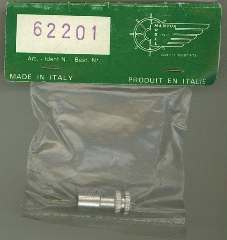 62201
Art. - Ident N. Best. Nr.
MADE IN ITALY
PRODUIT EN ITALIE